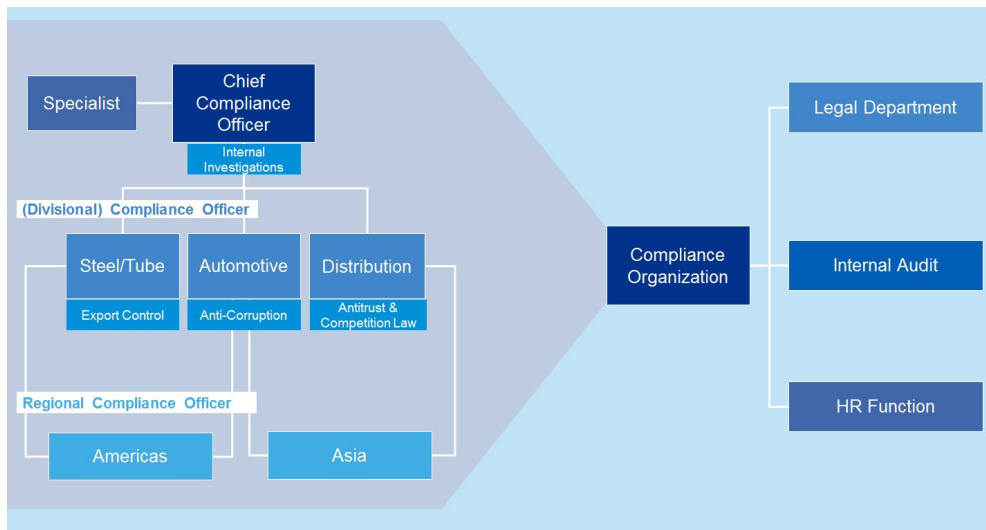 Specialist
Chief
Compliance
Officer
Internal
Investigations
(Divisional) Compliance Officer
Steel/Tube
Automotive
Distribution
Export Control
Anti-Corruption
Antitrust &
Competition Law
Regional Compliance Officer
Americas
Asia
Compliance
Organization
Legal Department
Internal Audit
HR Function